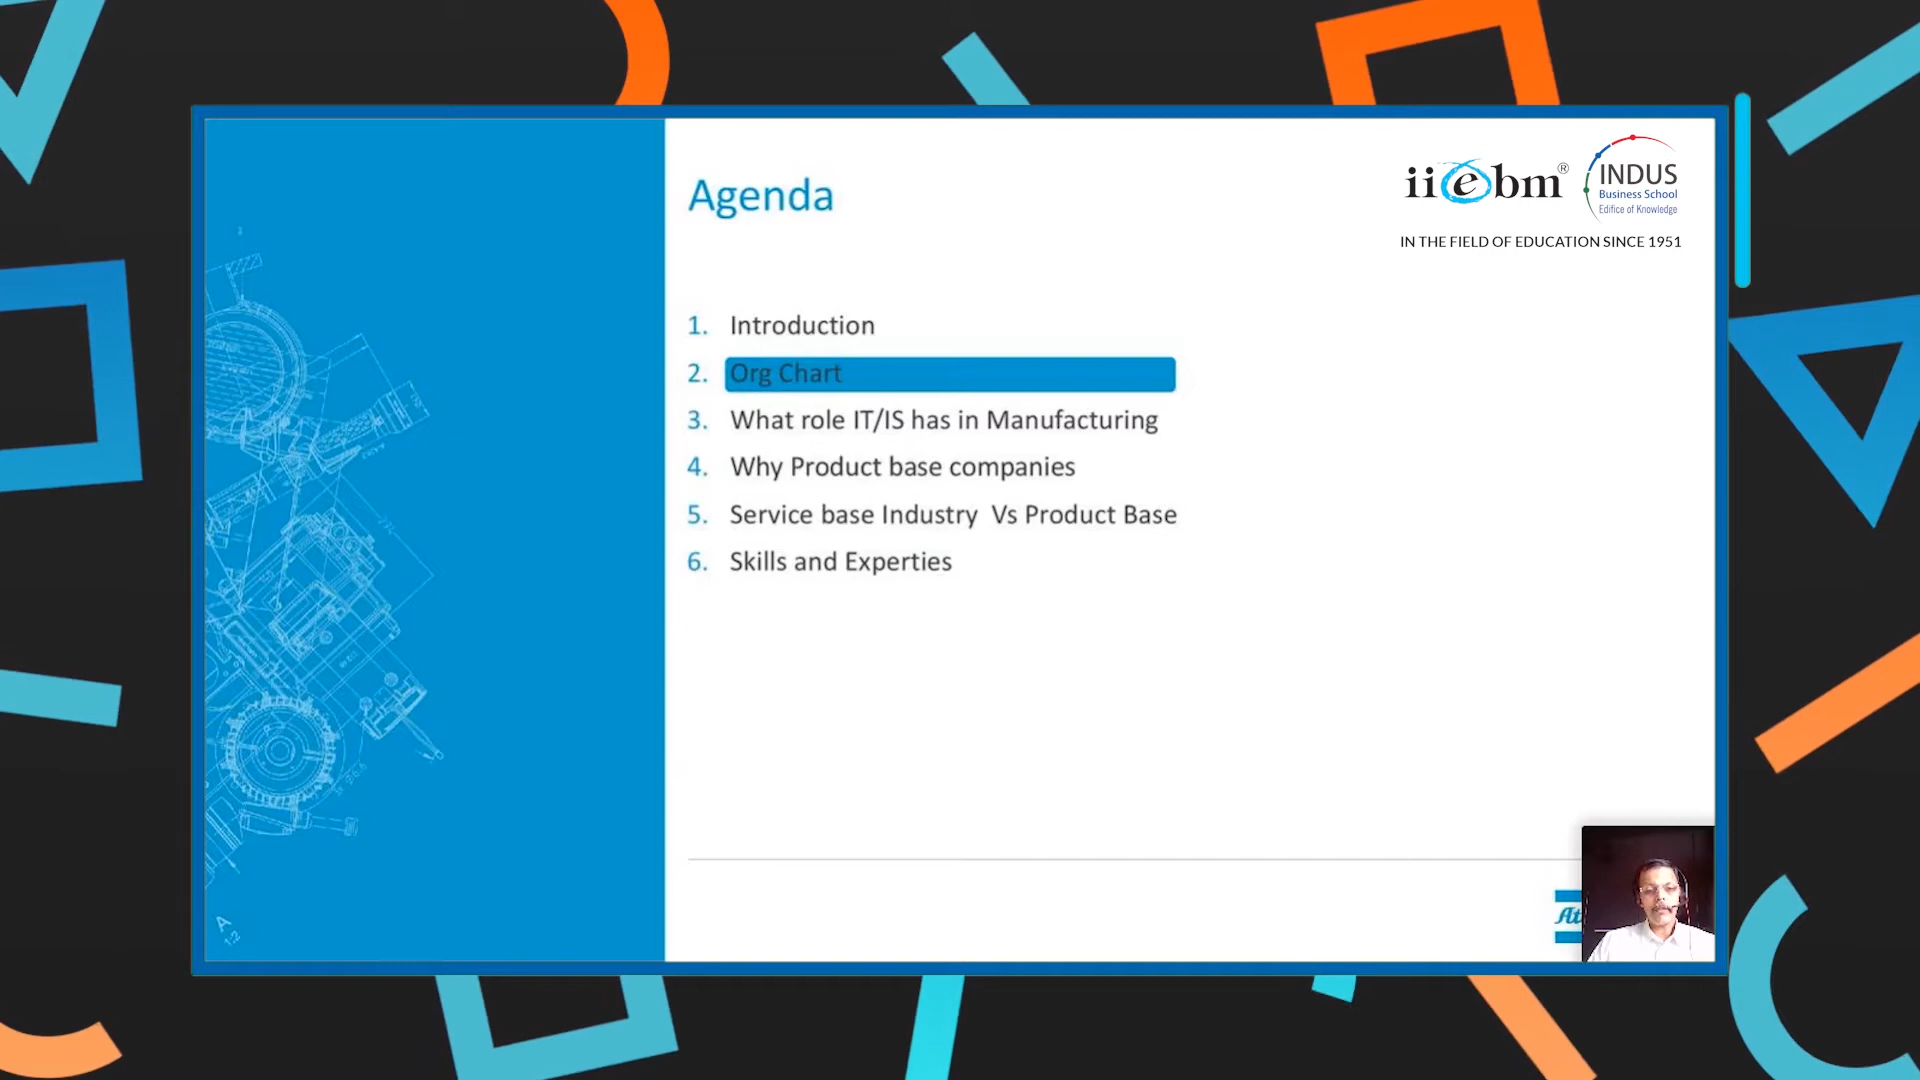 Agenda
iiebm®
INDUS
Business School
Edifice of Knowledge
IN THE FIELD OF EDUCATION SINCE 1951
1. Introduction
2. Org Chart
3. What role IT/IS has in Manufacturing
4. Why Product base companies
5. Service base Industry Vs Product Base
6. Skills and Experties